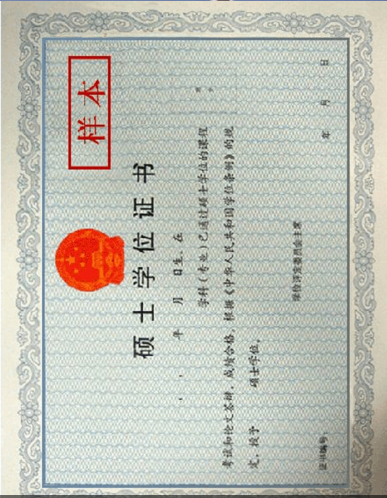 样本
硕士学位证书
年 月 日生,在
学科(专业)已通过硕士学位的课程
考试和论文答辩,成绩合格,根据《中华人民共和国学位条例》的规
定,授予 硕士学位。
学位评定委员会主席
证书编号:
年 月 日